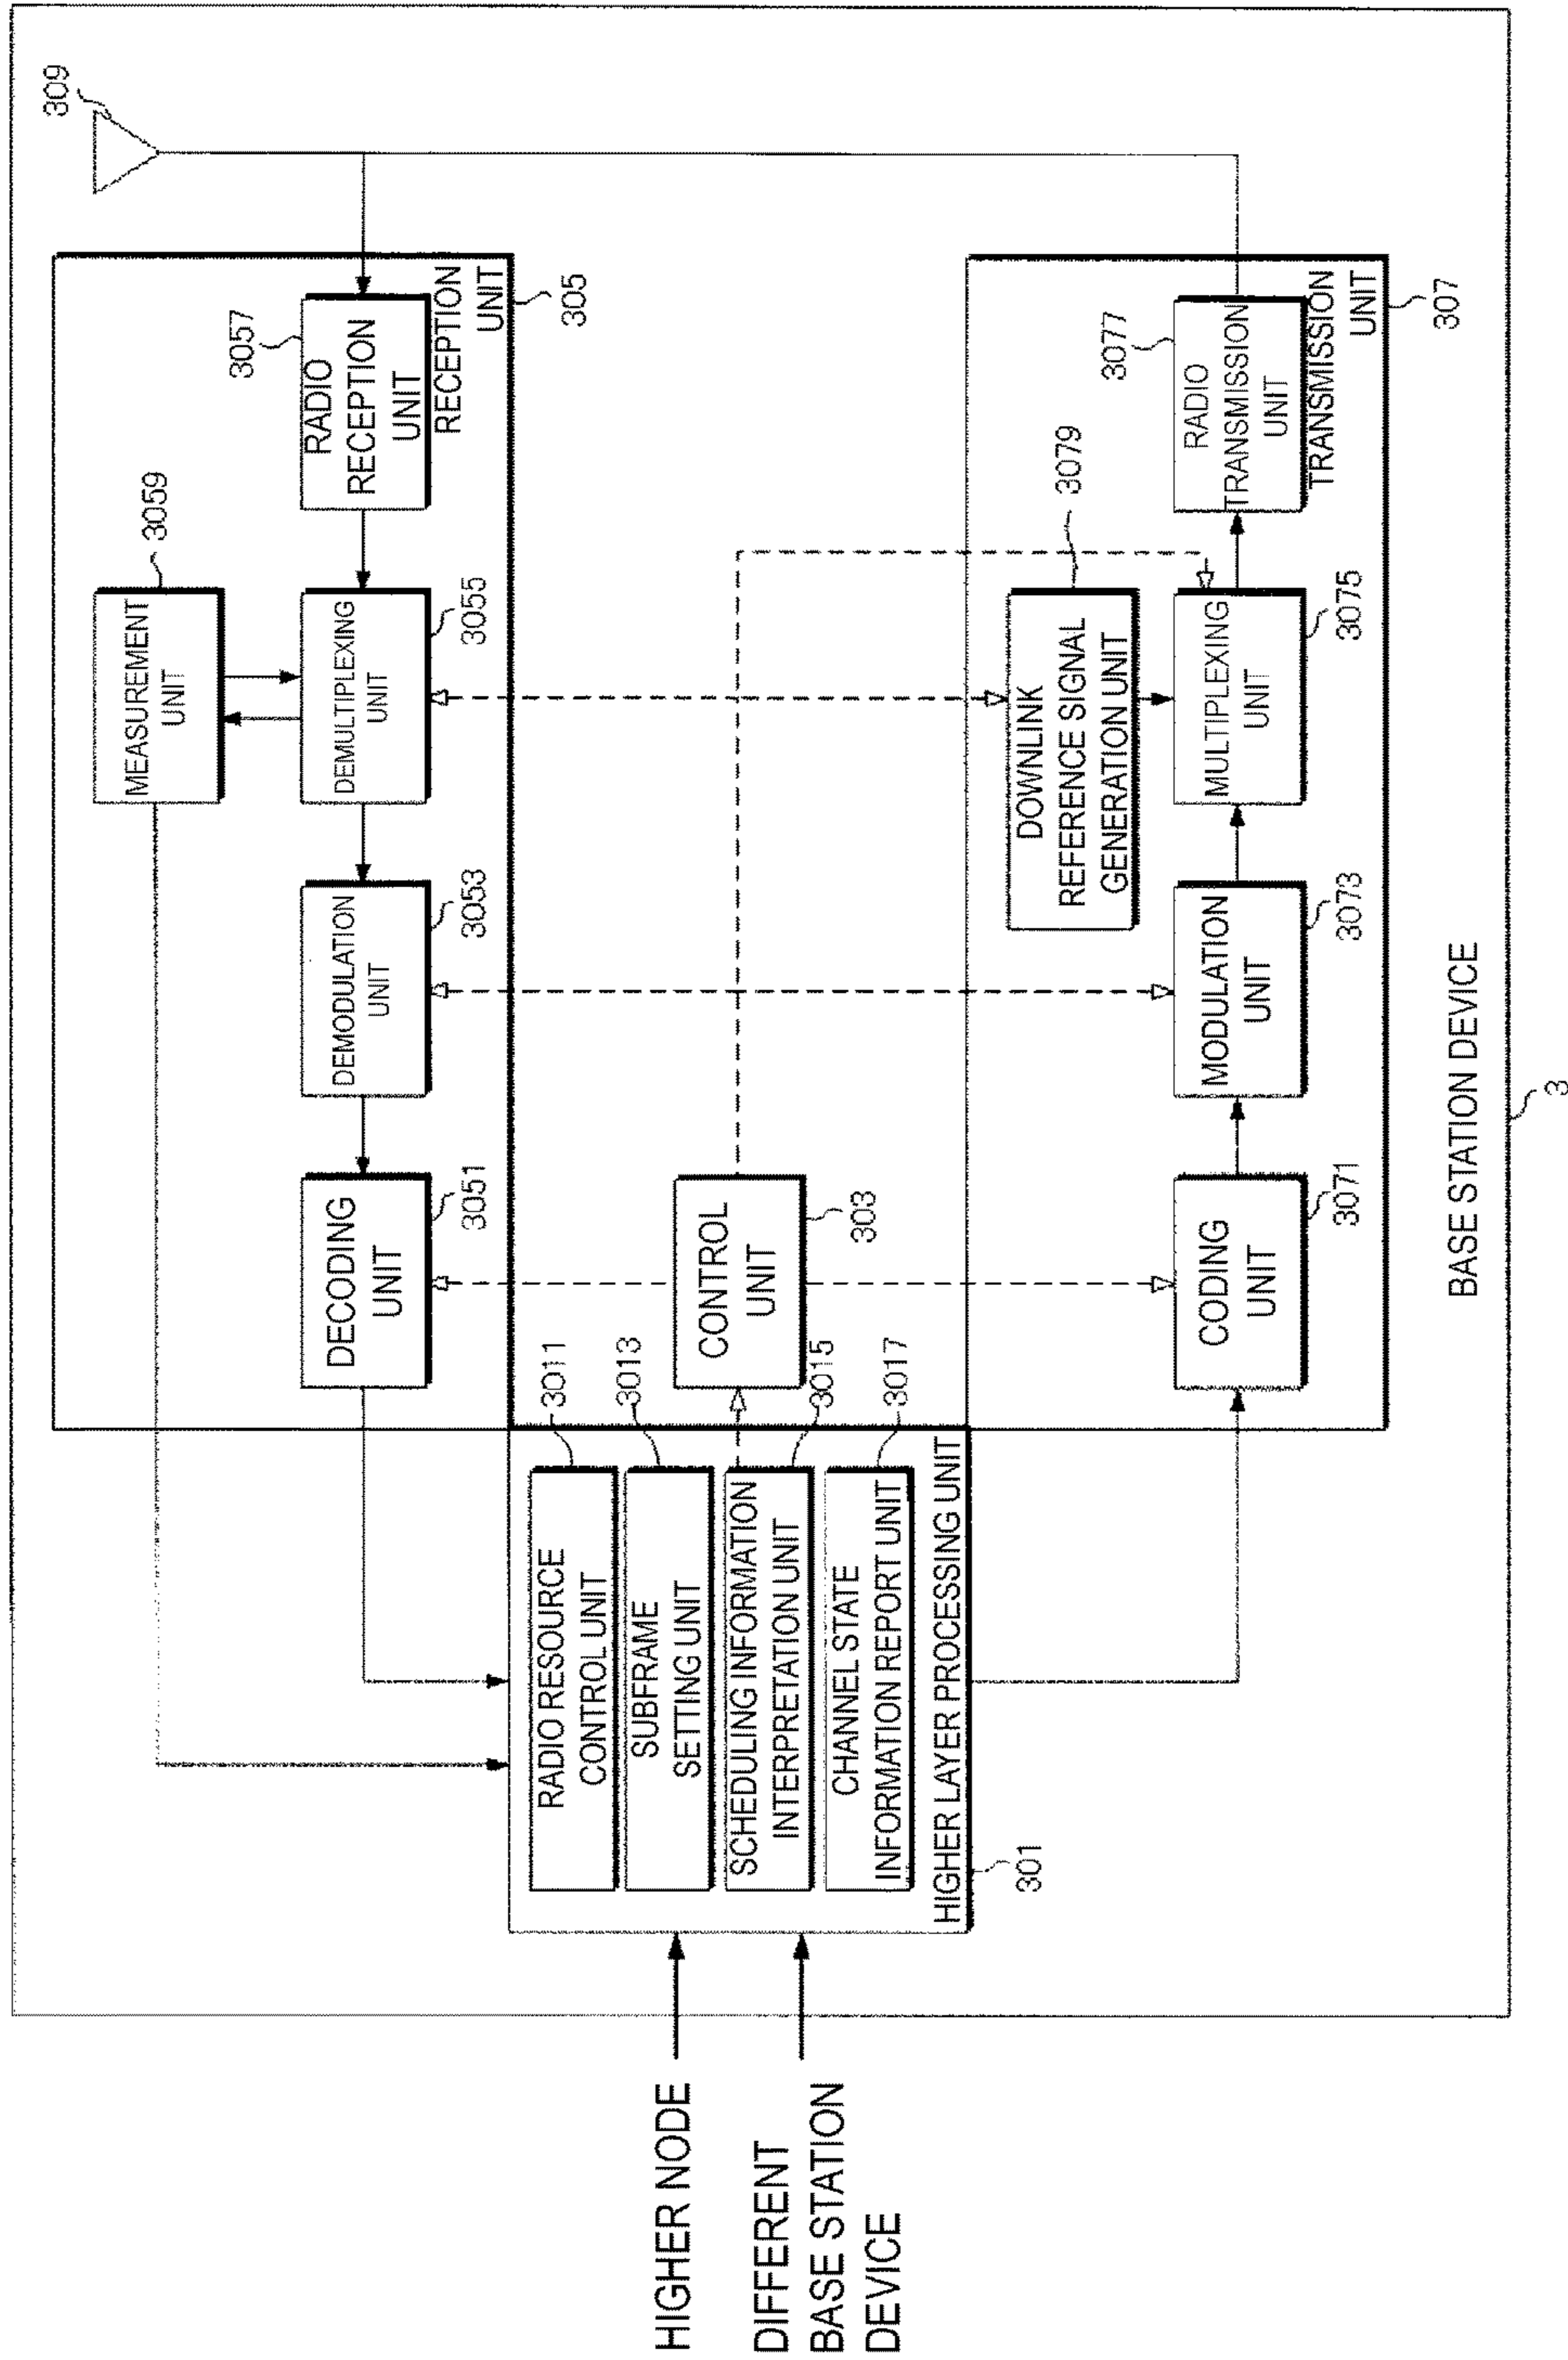 HIGHER NODE
DIFFERENT
BASE STATION
DEVICE
RADIO RESOURCE
CONTROL UNIT
3011
SUBFRAME
SETTING UNIT
3013
SCHEDULING INFORMATION
INTERPRETATION UNIT
3015
CHANNEL STATE
INFORMATION REPORT UNIT
3017
HIGHER LAYER PROCESSING UNIT
301
CONTROL
UNIT
303
DECODING
UNIT
3051
DEMODULATION
UNIT
3053
DEMULTIPLEXING
UNIT
3055
MEASUREMENT
UNIT
3059
RADIO
RECEPTION
UNIT
3057
RECEPTION
UNIT
305
309
CODING
UNIT
3071
MODULATION
UNIT
3073
DOWNLINK
REFERENCE SIGNAL
GENERATION UNIT
3079
MULTIPLEXING
UNIT
3075
RADIO
TRANSMISSION
UNIT
3077
TRANSMISSION
UNIT
307
BASE STATION DEVICE
3